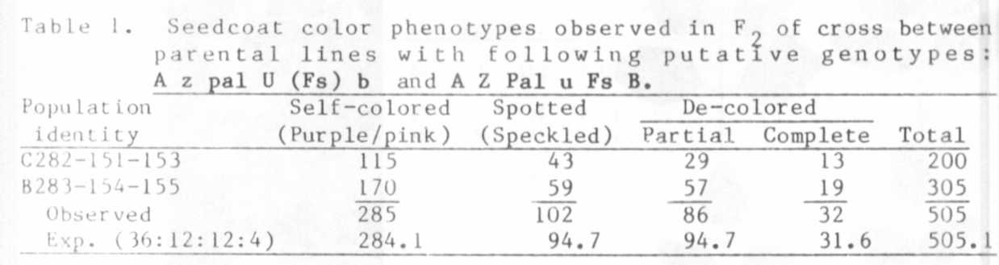 Table 1. Seedcoat color phenotypes observed in F2 of cross between
parental lines with following putative genotypes:
A z pal U (Fs) b and A Z Pal u Fs B.
Population Self-colored Spotted De-colored
identity (Purple/pink) (Speckled) Partial Complete Total
C282-151-153 115 43 29 13 200
B283-154-155 170 59 57 19 305
Observed 285 102 86 32 505
Exp. (36:12:12:4) 284.1 94.7 94.7 31.6 505.1